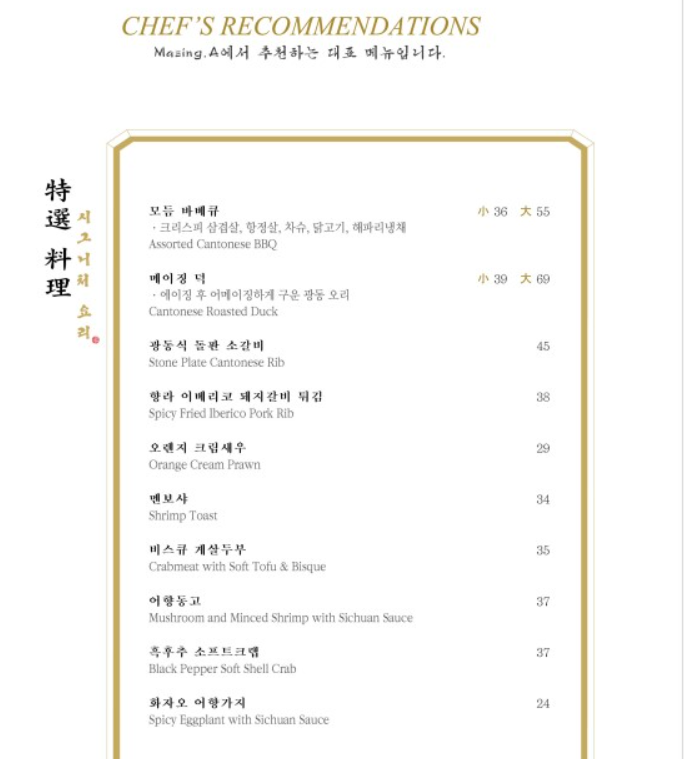 CHEF'S RECOMMENDATIONS
Mazing.A에서 추천하는 대표 메뉴입니다.
特選 料理
시그니처 요리
모듬 바베큐 小 36 大 55
· 크리스피 삼겹살, 항정살, 차슈, 닭고기, 해파리냉채
Assorted Cantonese BBQ
메이징 덕 小 39 大 69
· 에이징 후 어메이징하게 구운 광동 오리
Cantonese Roasted Duck
광동식 돌판 소갈비 45
Stone Plate Cantonese Rib
향라 이베리코 돼지갈비 튀김 38
Spicy Fried Iberico Pork Rib
오랜지 크림새우 29
Orange Cream Prawn
멘보샤 34
Shrimp Toast
비스큐 게살두부 35
Crabmeat with Soft Tofu & Bisque
어향동고 37
Mushroom and Minced Shrimp with Sichuan Sauce
흑후추 소프트크랩 37
Black Pepper Soft Shell Crab
화자오 어향가지 24
Spicy Eggplant with Sichuan Sauce